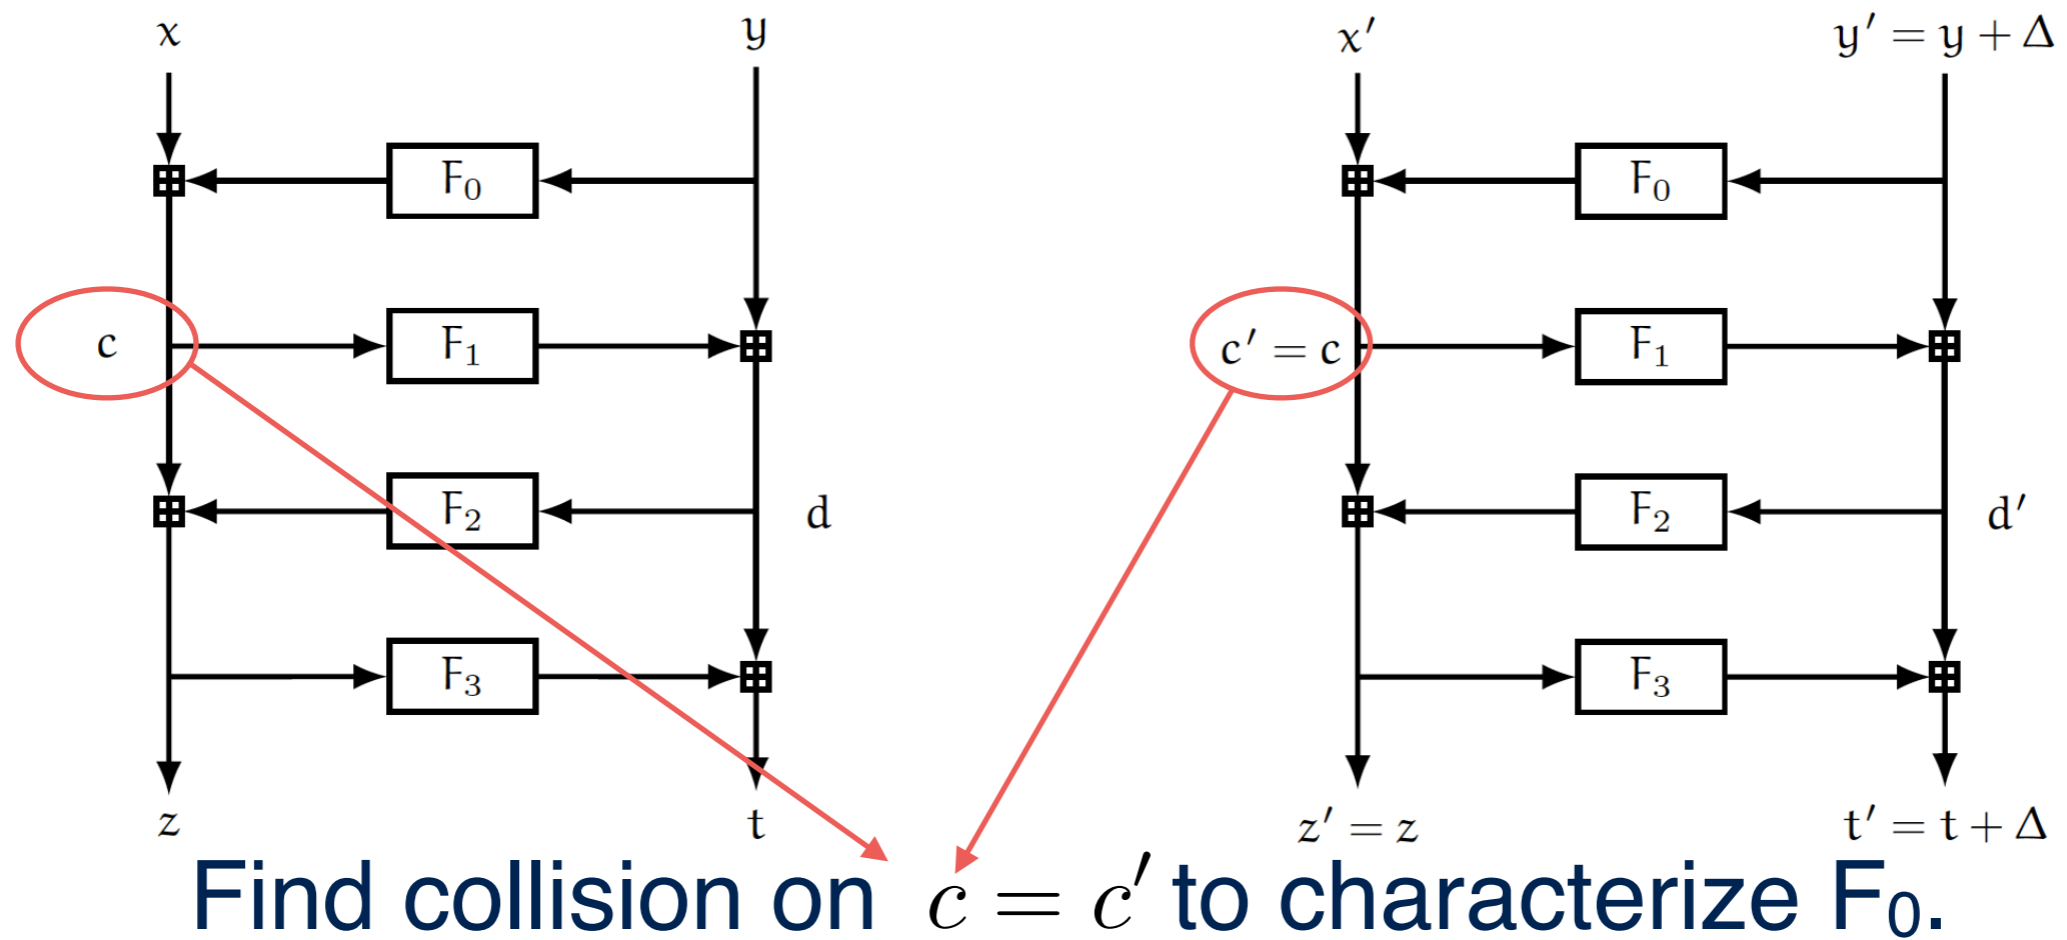 x y x′ y′ = y + Δ
F₀ F₀
c F₁ c′ = c F₁
F₂ d F₂ d′
F₃ F₃
z t z′ = z t′ = t + Δ
Find collision on c = c′ to characterize F₀.